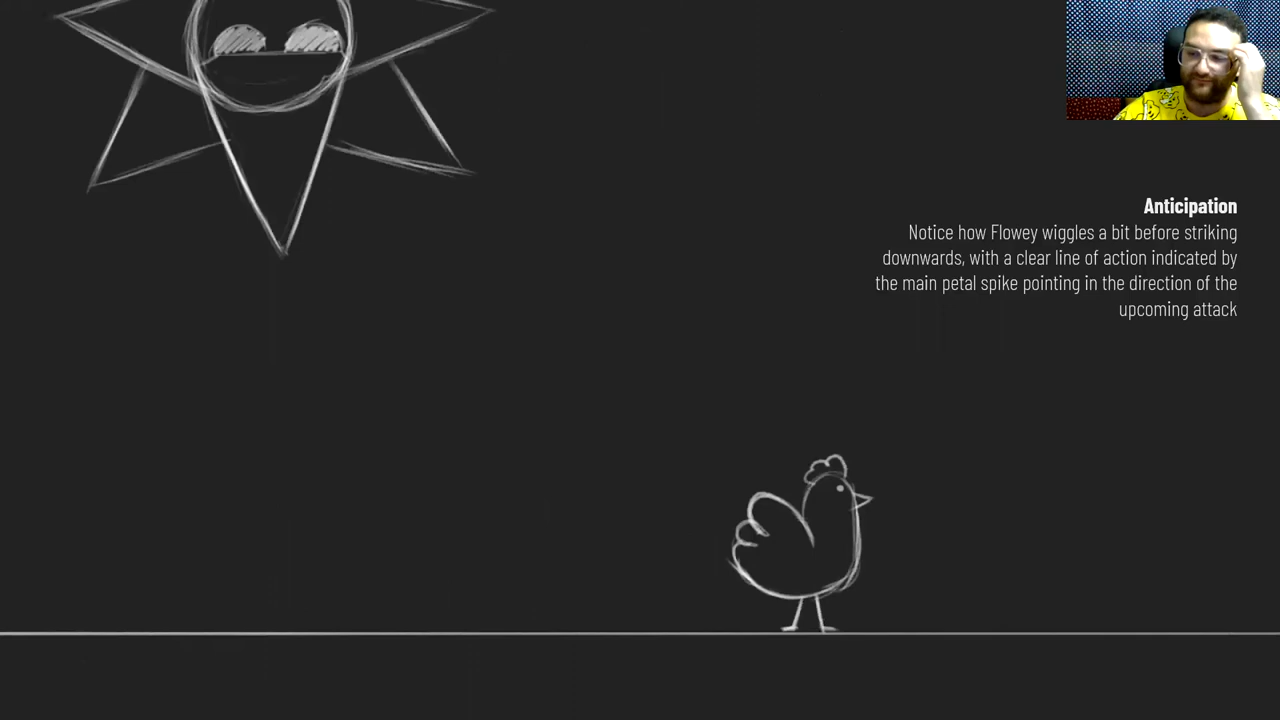 Anticipation
Notice how Flowey wiggles a bit before striking
downwards, with a clear line of action indicated by
the main petal spike pointing in the direction of the
upcoming attack